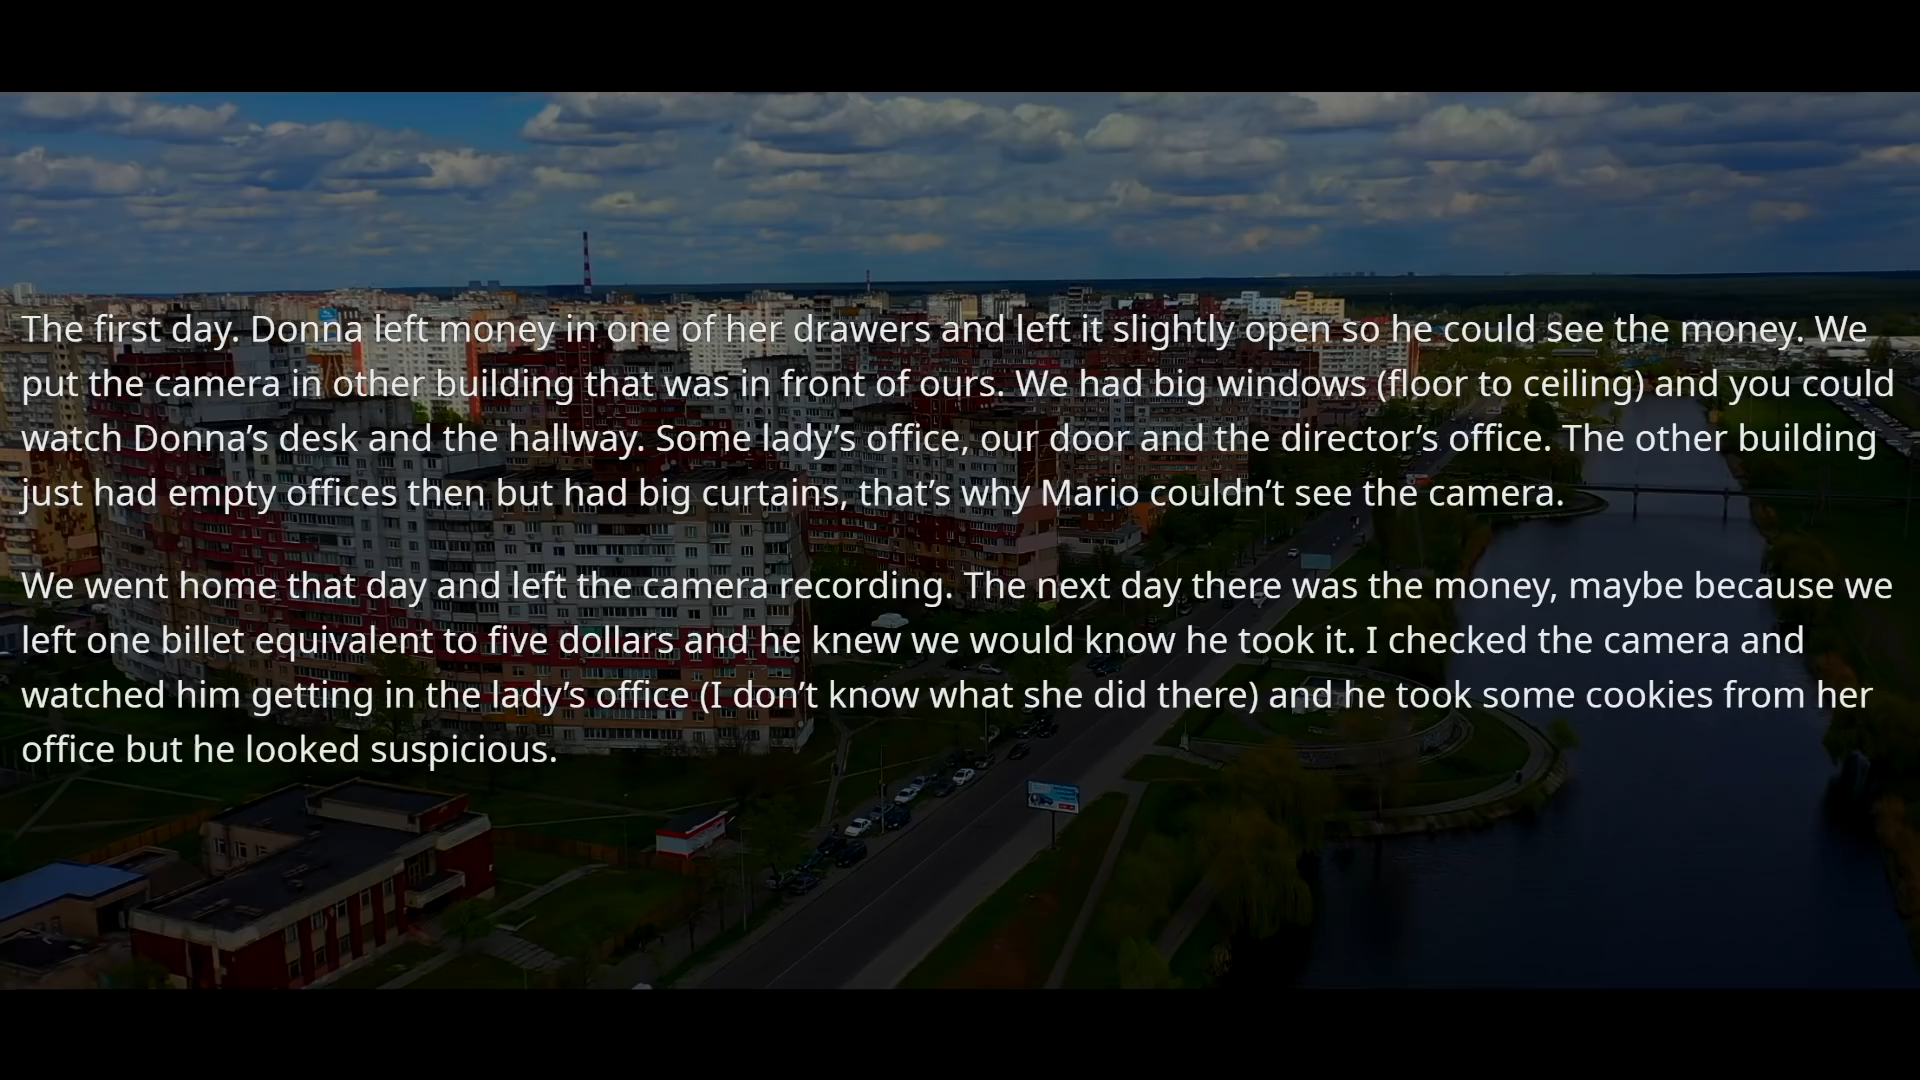 The first day. Donna left money in one of her drawers and left it slightly open so he could see the money. We
put the camera in other building that was in front of ours. We had big windows (floor to ceiling) and you could
watch Donna’s desk and the hallway. Some lady’s office, our door and the director’s office. The other building
just had empty offices then but had big curtains, that’s why Mario couldn’t see the camera.
We went home that day and left the camera recording. The next day there was the money, maybe because we
left one billet equivalent to five dollars and he knew we would know he took it. I checked the camera and
watched him getting in the lady’s office (I don’t know what she did there) and he took some cookies from her
office but he looked suspicious.